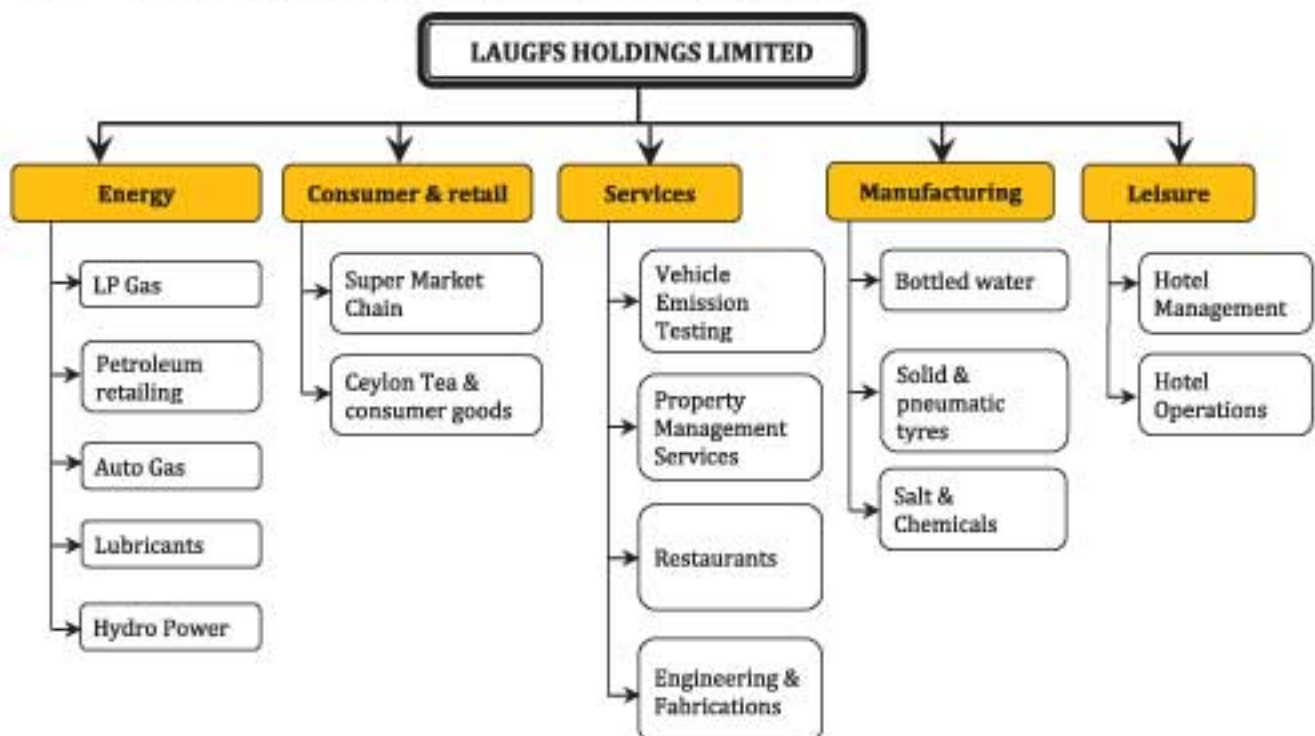 LAUGFS HOLDINGS LIMITED
Energy
LP Gas
Petroleum
retailing
Auto Gas
Lubricants
Hydro Power
Consumer & retail
Super Market
Chain
Ceylon Tea &
consumer goods
Services
Vehicle
Emission
Testing
Property
Management
Services
Restaurants
Engineering &
Fabrications
Manufacturing
Bottled water
Solid &
pneumatic
tyres
Salt &
Chemicals
Leisure
Hotel
Management
Hotel
Operations